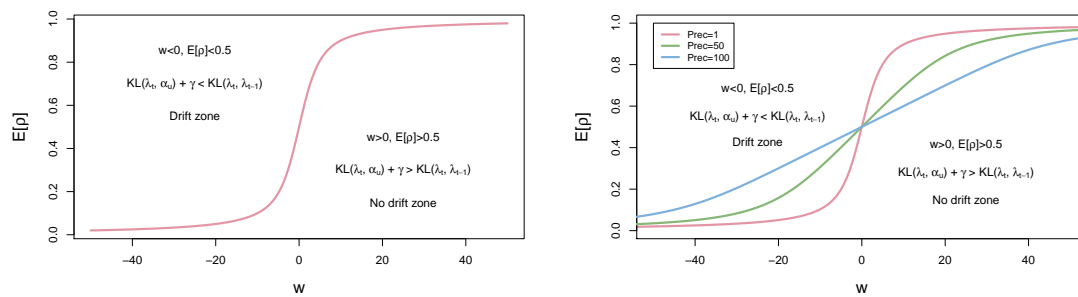 1.0
0.8
0.6
0.4
0.2
0.0
E[ρ]
w<0, E[ρ]<0.5
KL(λt, αu) + γ < KL(λt, λt−1)
Drift zone
w>0, E[ρ]>0.5
KL(λt, αu) + γ > KL(λt, λt−1)
No drift zone
−40 −20 0 20 40
w
1.0
0.8
0.6
0.4
0.2
0.0
E[ρ]
Prec=1
Prec=50
Prec=100
w<0, E[ρ]<0.5
KL(λt, αu) + γ < KL(λt, λt−1)
Drift zone
w>0, E[ρ]>0.5
KL(λt, αu) + γ > KL(λt, λt−1)
No drift zone
−40 −20 0 20 40
w